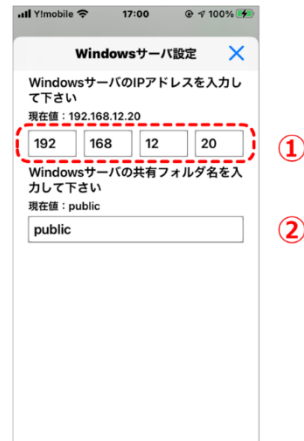 Y!mobile 17:00 100%
Windowsサーバ設定 ×
WindowsサーバのIPアドレスを入力し
て下さい
現在値：192.168.12.20
192 168 12 20
①
Windowsサーバの共有フォルダ名を入
力して下さい
現在値：public
public
②